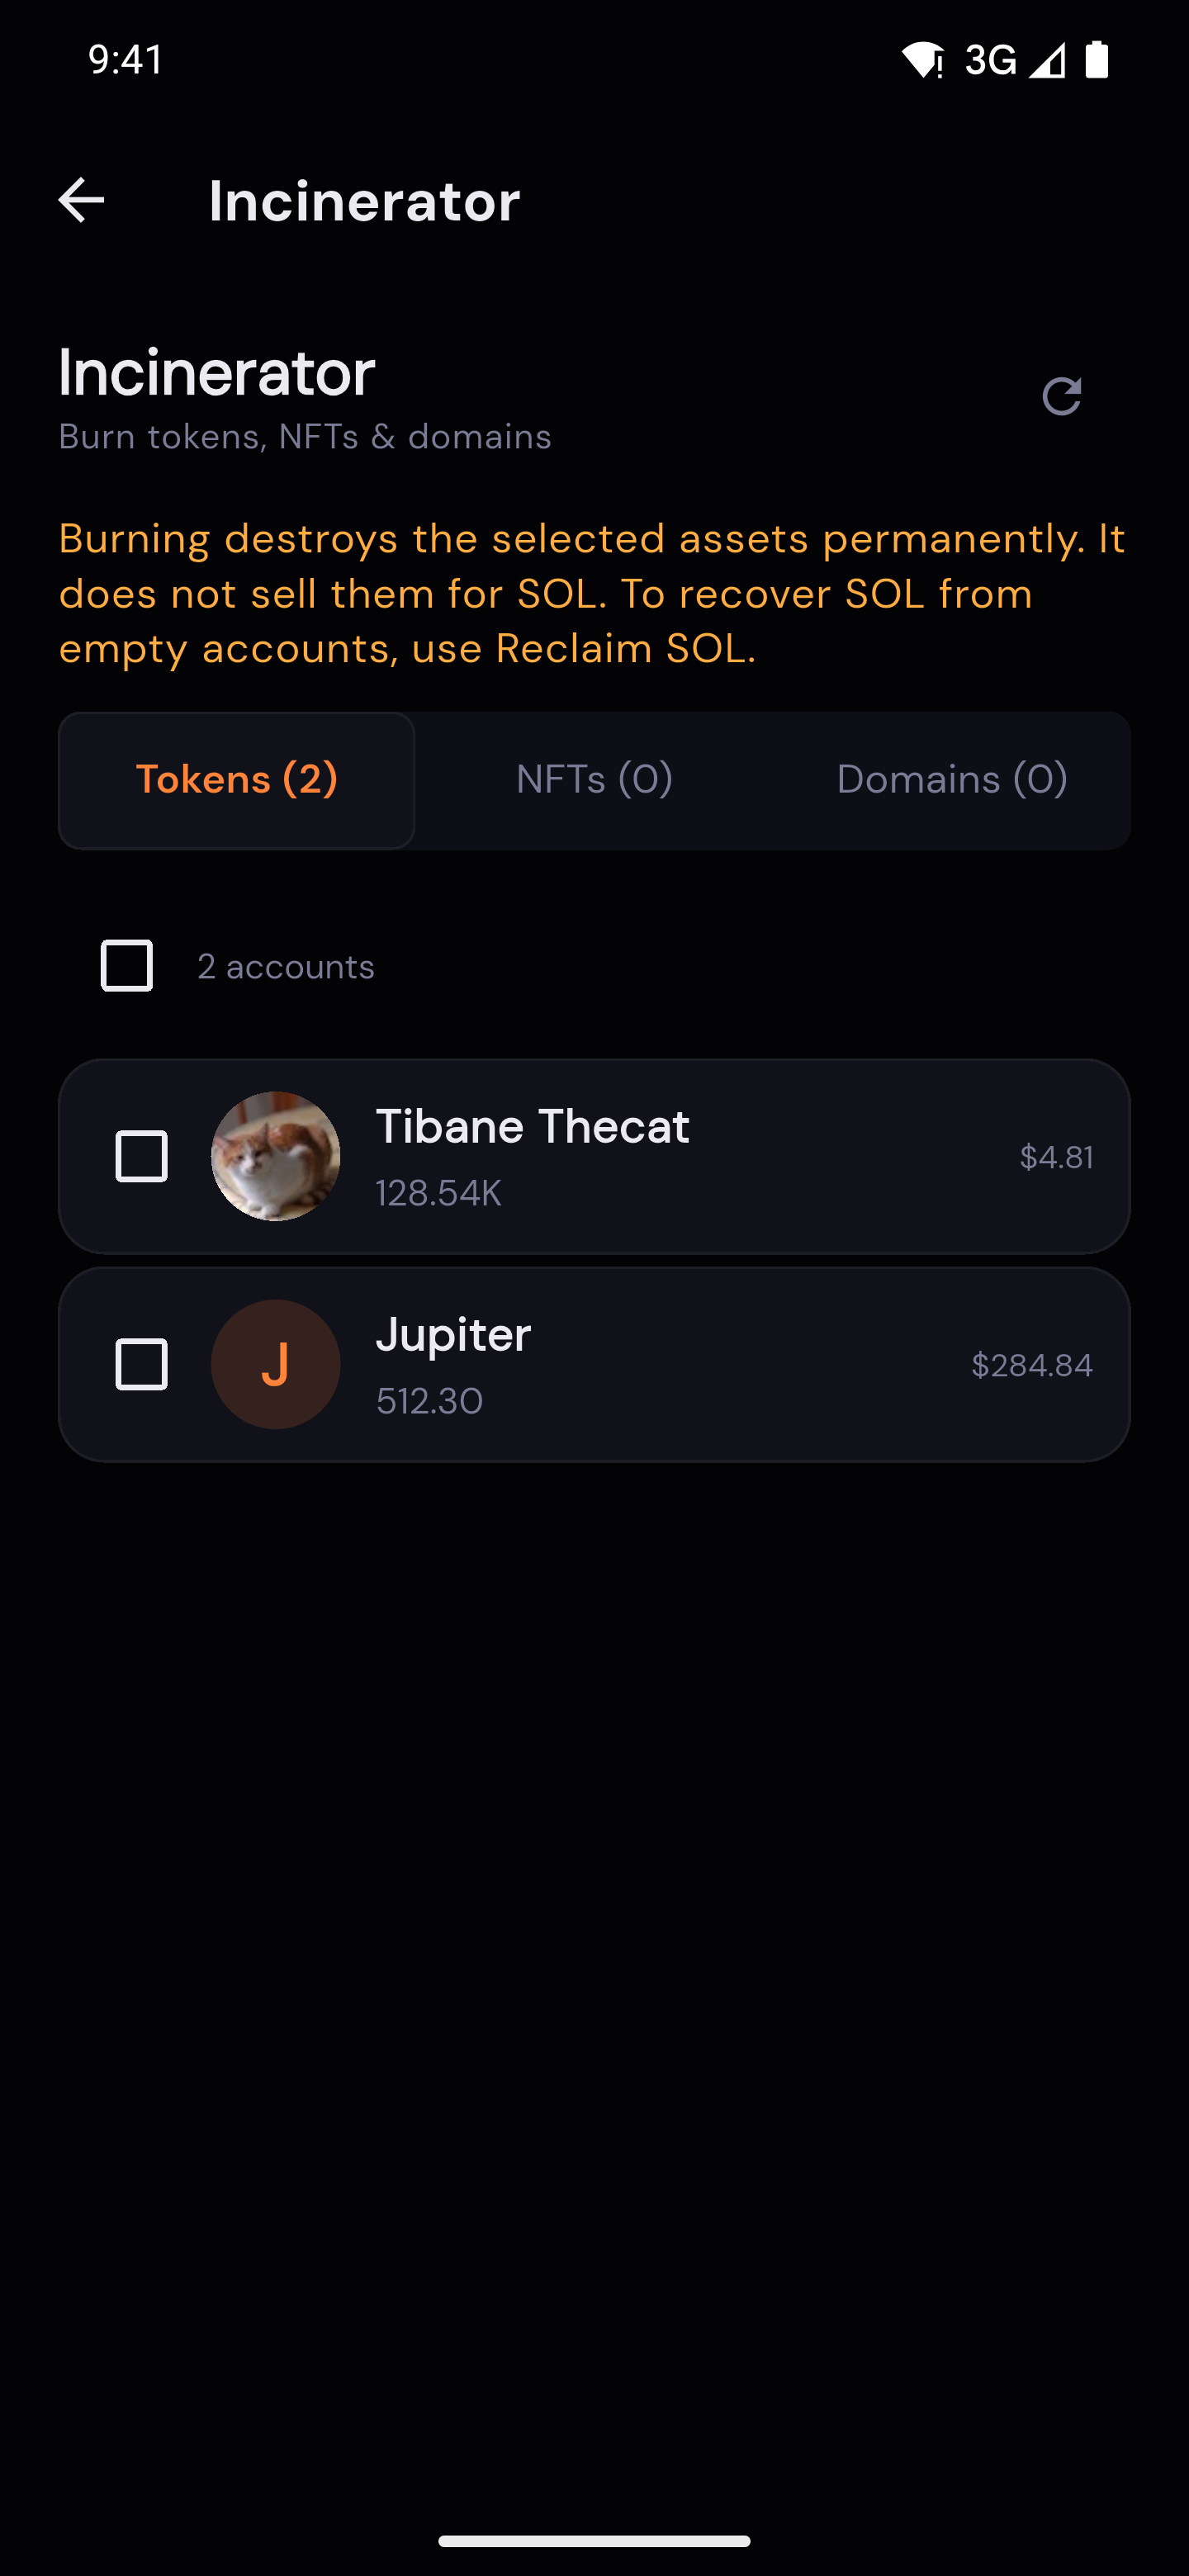 9:41
3G
Incinerator
Incinerator
Burn tokens, NFTs & domains
Burning destroys the selected assets permanently. It
does not sell them for SOL. To recover SOL from
empty accounts, use Reclaim SOL.
Tokens (2)
NFTs (0)
Domains (0)
2 accounts
Tibane Thecat
128.54K
$4.81
J
Jupiter
512.30
$284.84